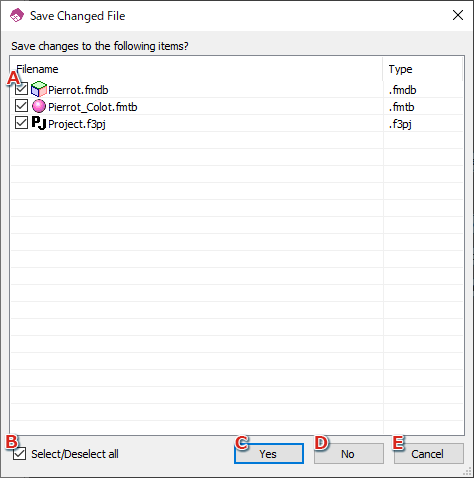 Save Changed File
Save changes to the following items?
Filename Type
A
Pierrot.fmdb .fmdb
Pierrot_Colot.fmtb .fmtb
PJ Project.f3pj .f3pj
B Select/Deselect all C Yes D No E Cancel